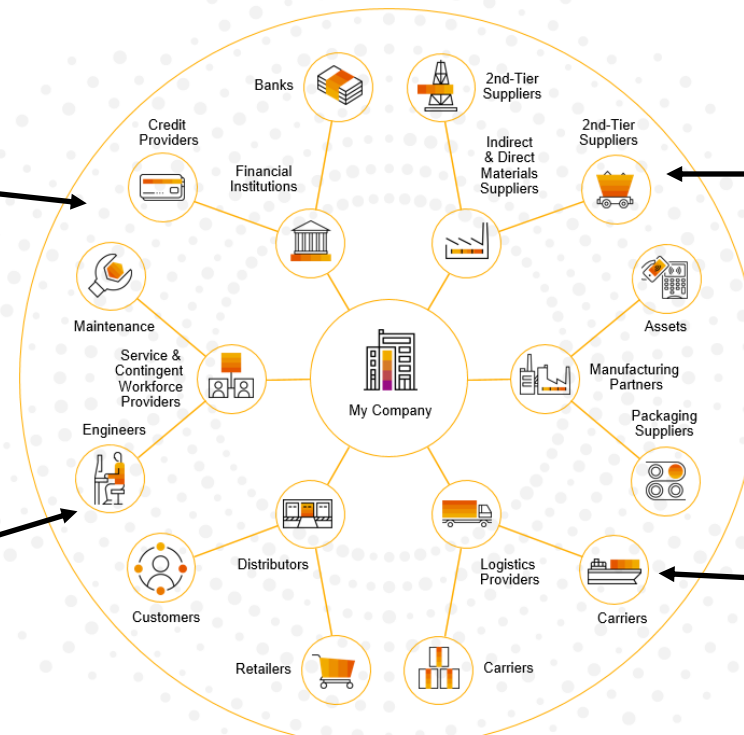 Banks
2nd-Tier
Suppliers
Credit
Providers
2nd-Tier
Suppliers
Indirect
& Direct
Materials
Suppliers
Financial
Institutions
Maintenance
Assets
Service &
Contingent
Workforce
Providers
Manufacturing
Partners
My Company
Packaging
Suppliers
Engineers
Distributors
Logistics
Providers
Customers
Carriers
Retailers
Carriers